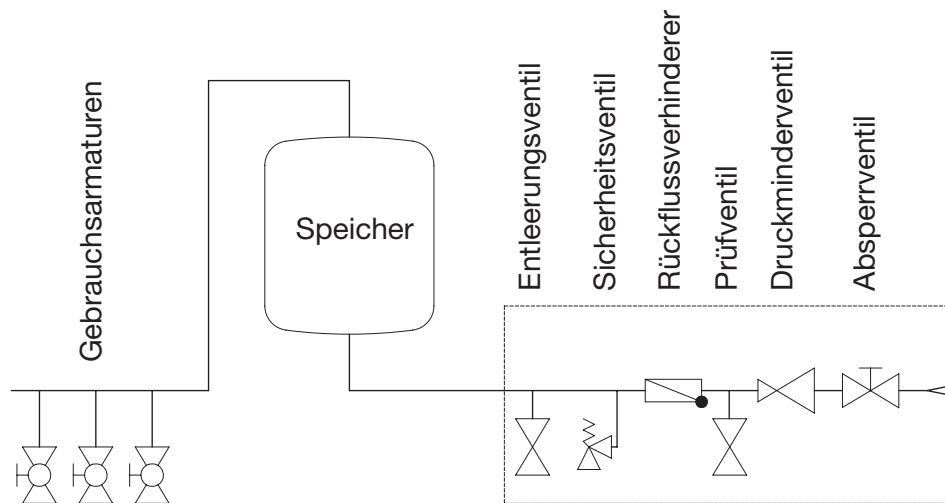 Gebrauchsarmaturen
Speicher
Entleerungsventil
Sicherheitsventil
Rückflussverhinderer
Prüfventil
Druckminderventil
Absperrventil